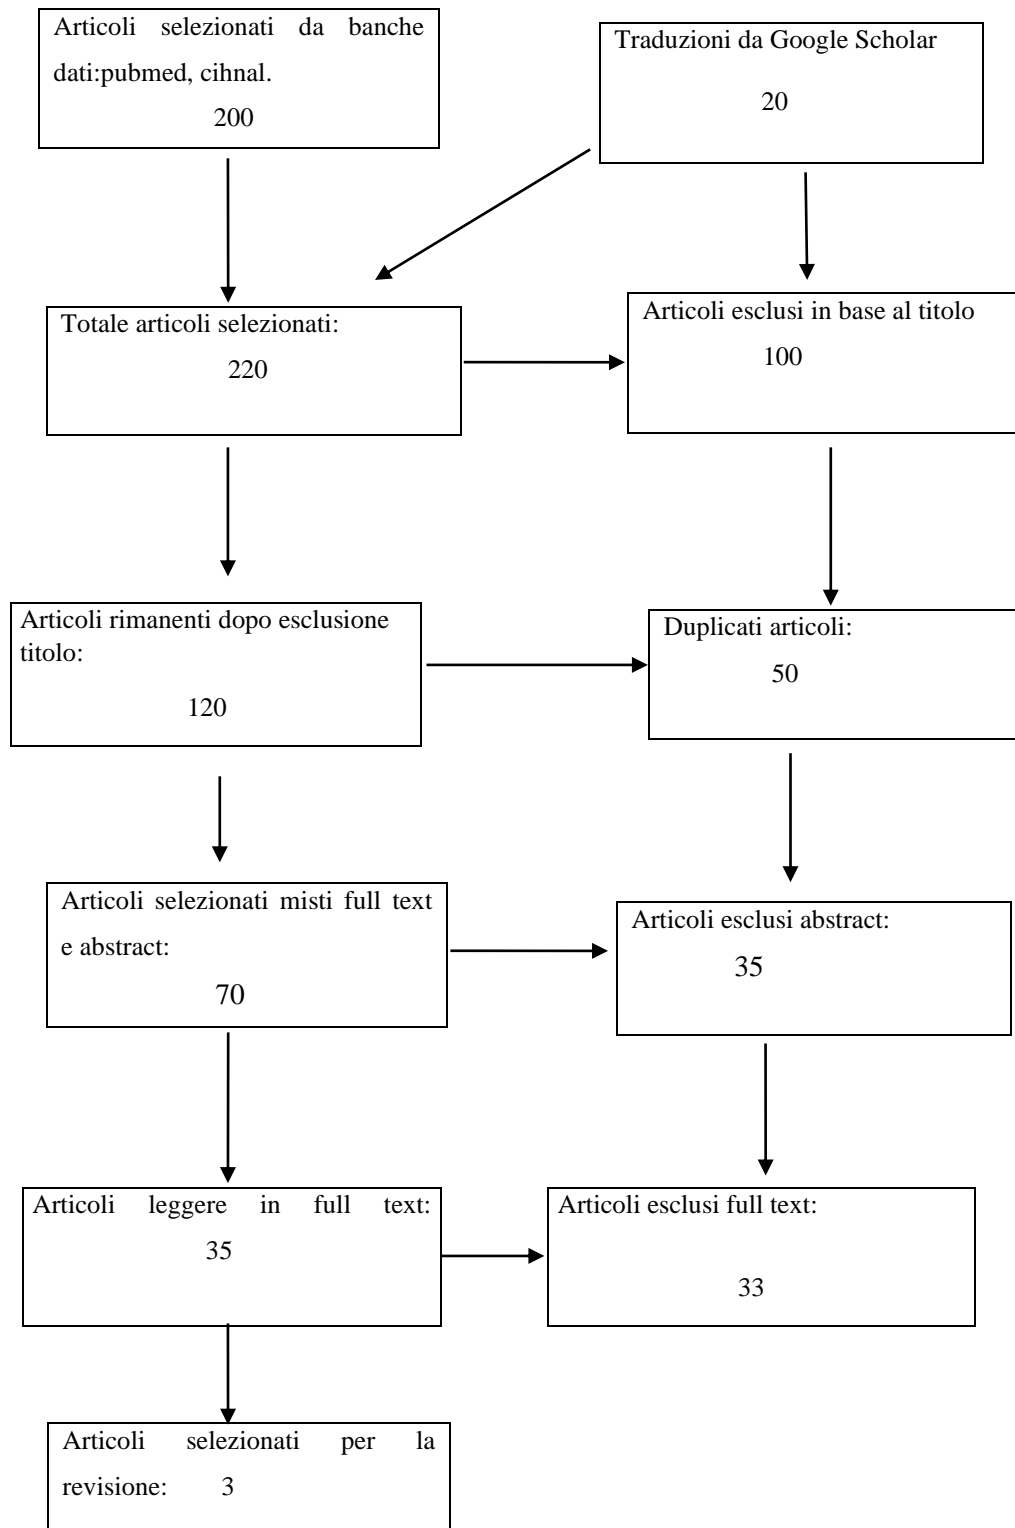 Articoli selezionati da banche
dati:pubmed, cihnal.
200
Traduzioni da Google Scholar
20
Totale articoli selezionati:
220
Articoli esclusi in base al titolo
100
Articoli rimanenti dopo esclusione
titolo:
120
Duplicati articoli:
50
Articoli selezionati misti full text
e abstract:
70
Articoli esclusi abstract:
35
Articoli leggere in full text:
35
Articoli esclusi full text:
33
Articoli selezionati per la
revisione: 3